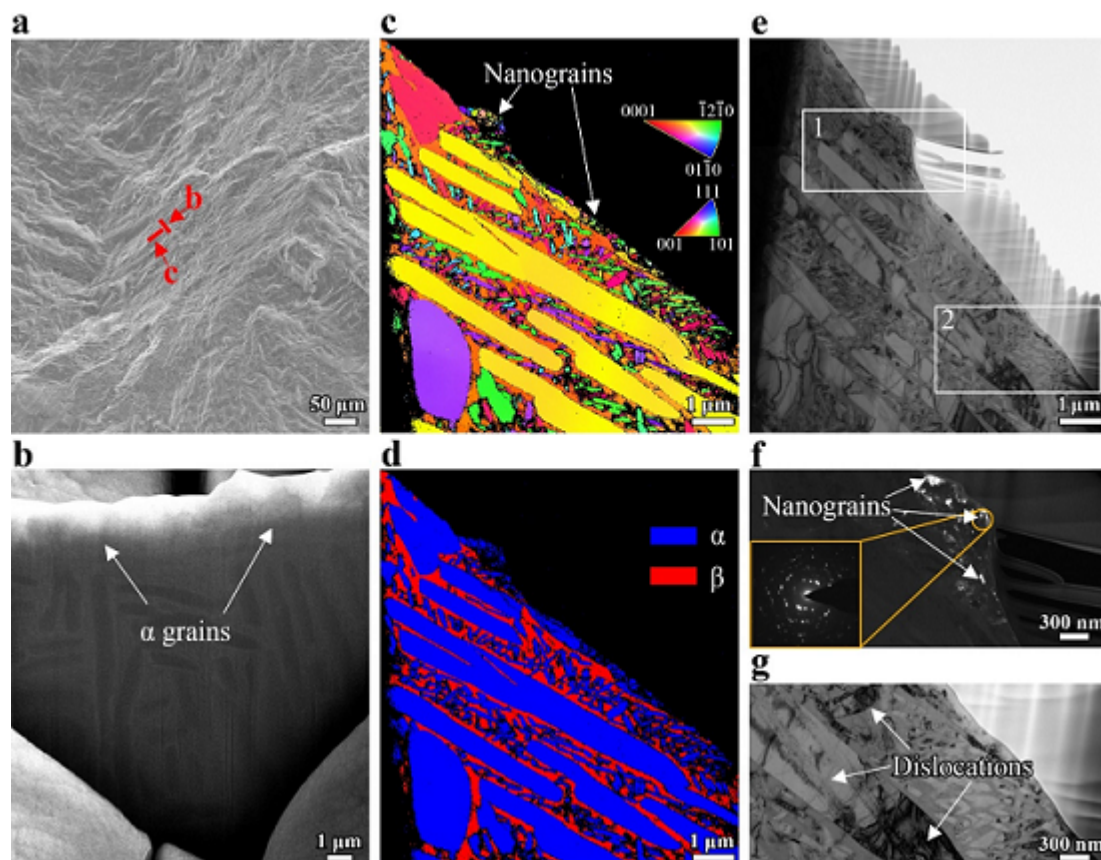 a
b
c
50 μm
b
α grains
1 μm
c
Nanograins
0001
1̄21̄0
011̄0
111
001
101
1 μm
d
α
β
1 μm
e
1
2
1 μm
f
Nanograins
300 nm
g
Dislocations
300 nm